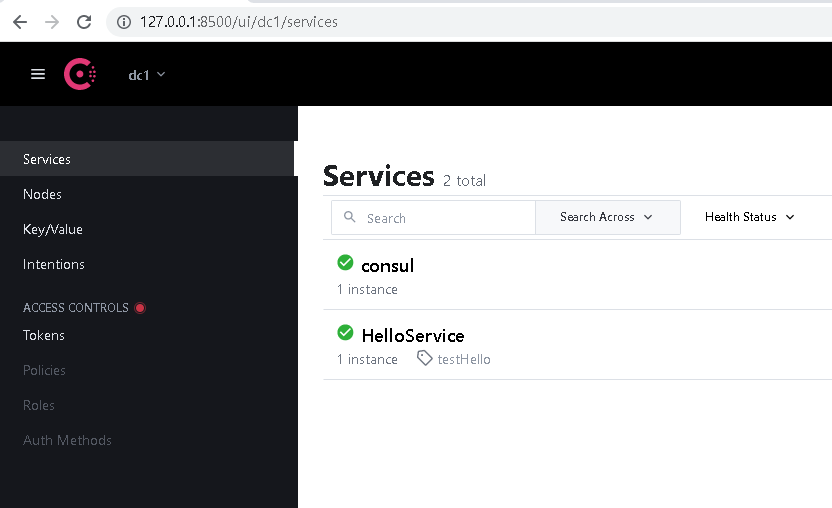 127.0.0.1:8500/ui/dc1/services
dc1
Services
Nodes
Key/Value
Intentions
ACCESS CONTROLS
Tokens
Policies
Roles
Auth Methods
Services 2 total
Search Search Across Health Status
consul
1 instance
HelloService
1 instance testHello